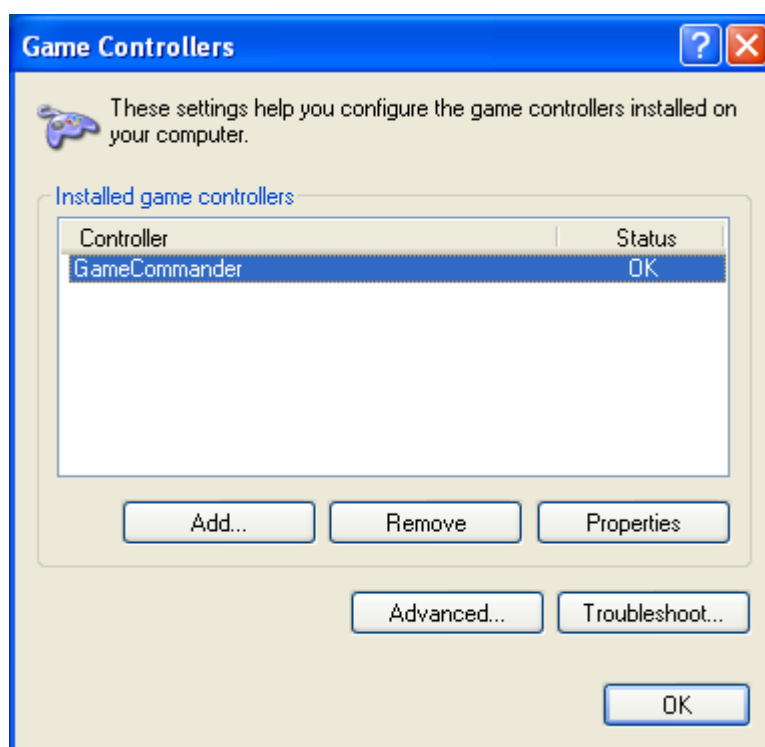 Game Controllers
These settings help you configure the game controllers installed on
your computer.
Installed game controllers
Controller Status
GameCommander OK
Add... Remove Properties
Advanced... Troubleshoot...
OK